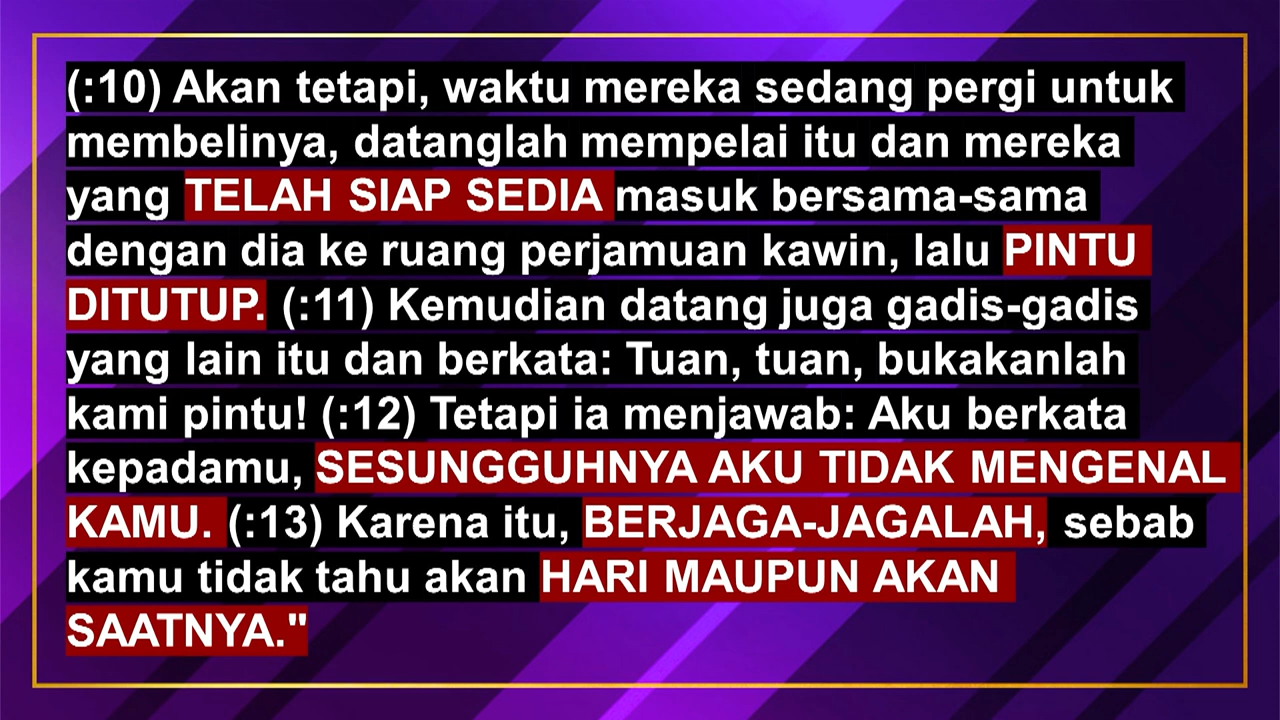 (:10) Akan tetapi, waktu mereka sedang pergi untuk
membelinya, datanglah mempelai itu dan mereka
yang TELAH SIAP SEDIA masuk bersama-sama
dengan dia ke ruang perjamuan kawin, lalu PINTU
DITUTUP. (:11) Kemudian datang juga gadis-gadis
yang lain itu dan berkata: Tuan, tuan, bukakanlah
kami pintu! (:12) Tetapi ia menjawab: Aku berkata
kepadamu, SESUNGGUHNYA AKU TIDAK MENGENAL
KAMU. (:13) Karena itu, BERJAGA-JAGALAH, sebab
kamu tidak tahu akan HARI MAUPUN AKAN
SAATNYA."